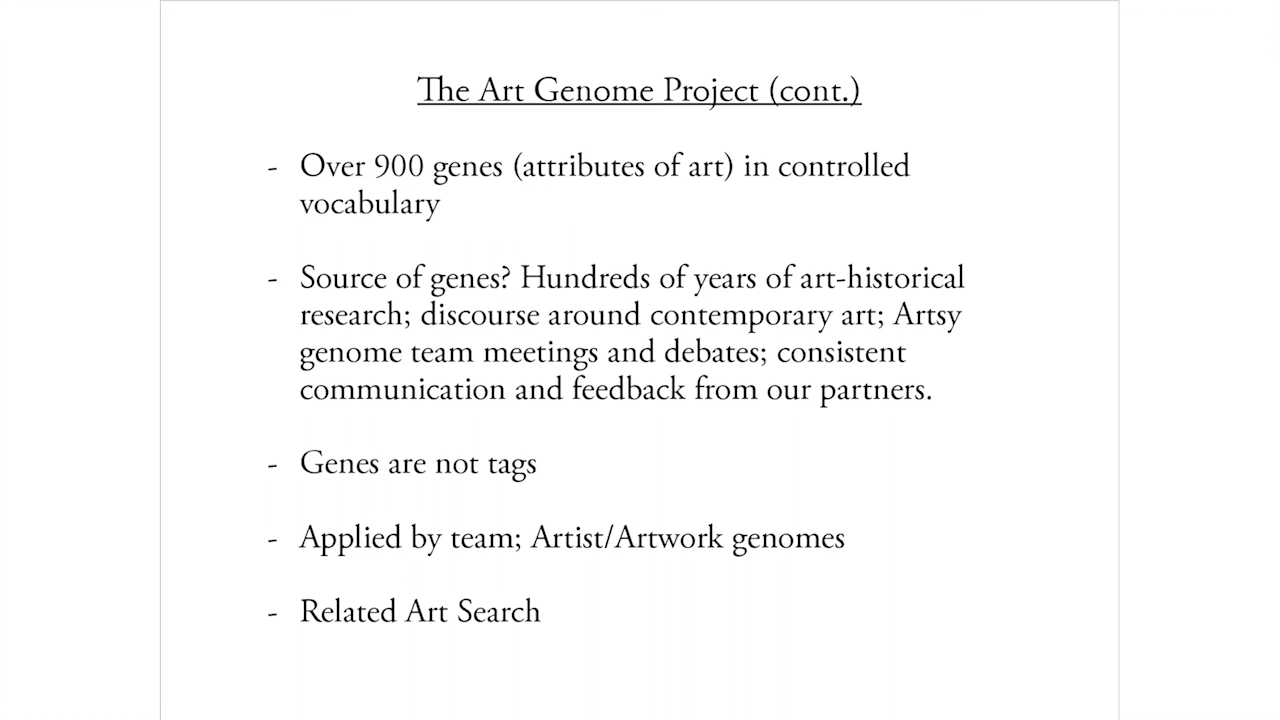 The Art Genome Project (cont.)
- Over 900 genes (attributes of art) in controlled
vocabulary
- Source of genes? Hundreds of years of art-historical
research; discourse around contemporary art; Artsy
genome team meetings and debates; consistent
communication and feedback from our partners.
- Genes are not tags
- Applied by team; Artist/Artwork genomes
- Related Art Search